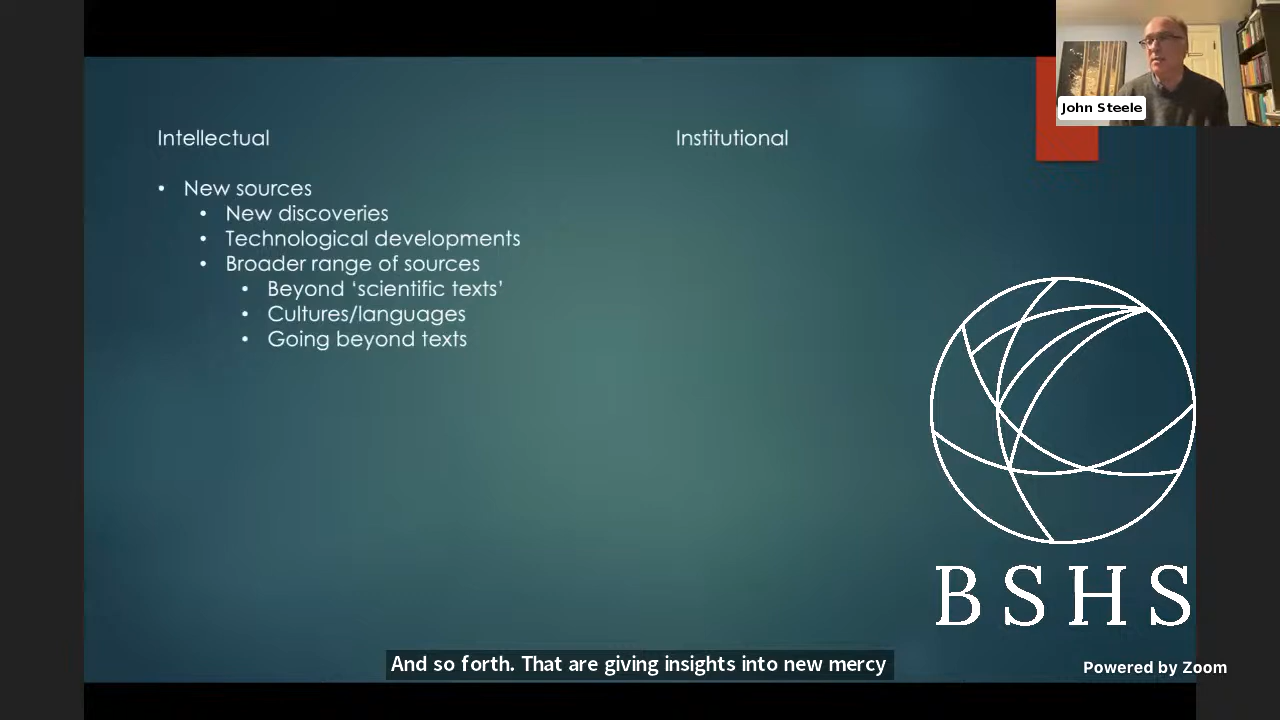 John Steele
Intellectual
Institutional
• New sources
• New discoveries
• Technological developments
• Broader range of sources
• Beyond ‘scientific texts’
• Cultures/languages
• Going beyond texts
BSHS
And so forth. That are giving insights into new mercy
Powered by Zoom